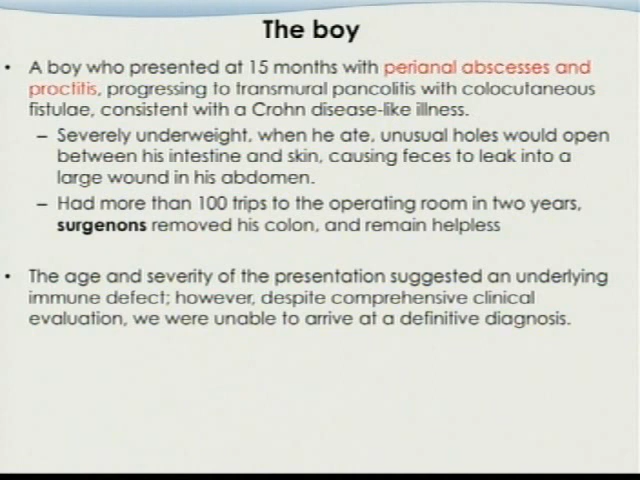 The boy
• A boy who presented at 15 months with perianal abscesses and
proctitis, progressing to transmural pancolitis with colocutaneous
fistulae, consistent with a Crohn disease-like illness.
– Severely underweight, when he ate, unusual holes would open
between his intestine and skin, causing feces to leak into a
large wound in his abdomen.
– Had more than 100 trips to the operating room in two years,
surgenons removed his colon, and remain helpless
• The age and severity of the presentation suggested an underlying
immune defect; however, despite comprehensive clinical
evaluation, we were unable to arrive at a definitive diagnosis.